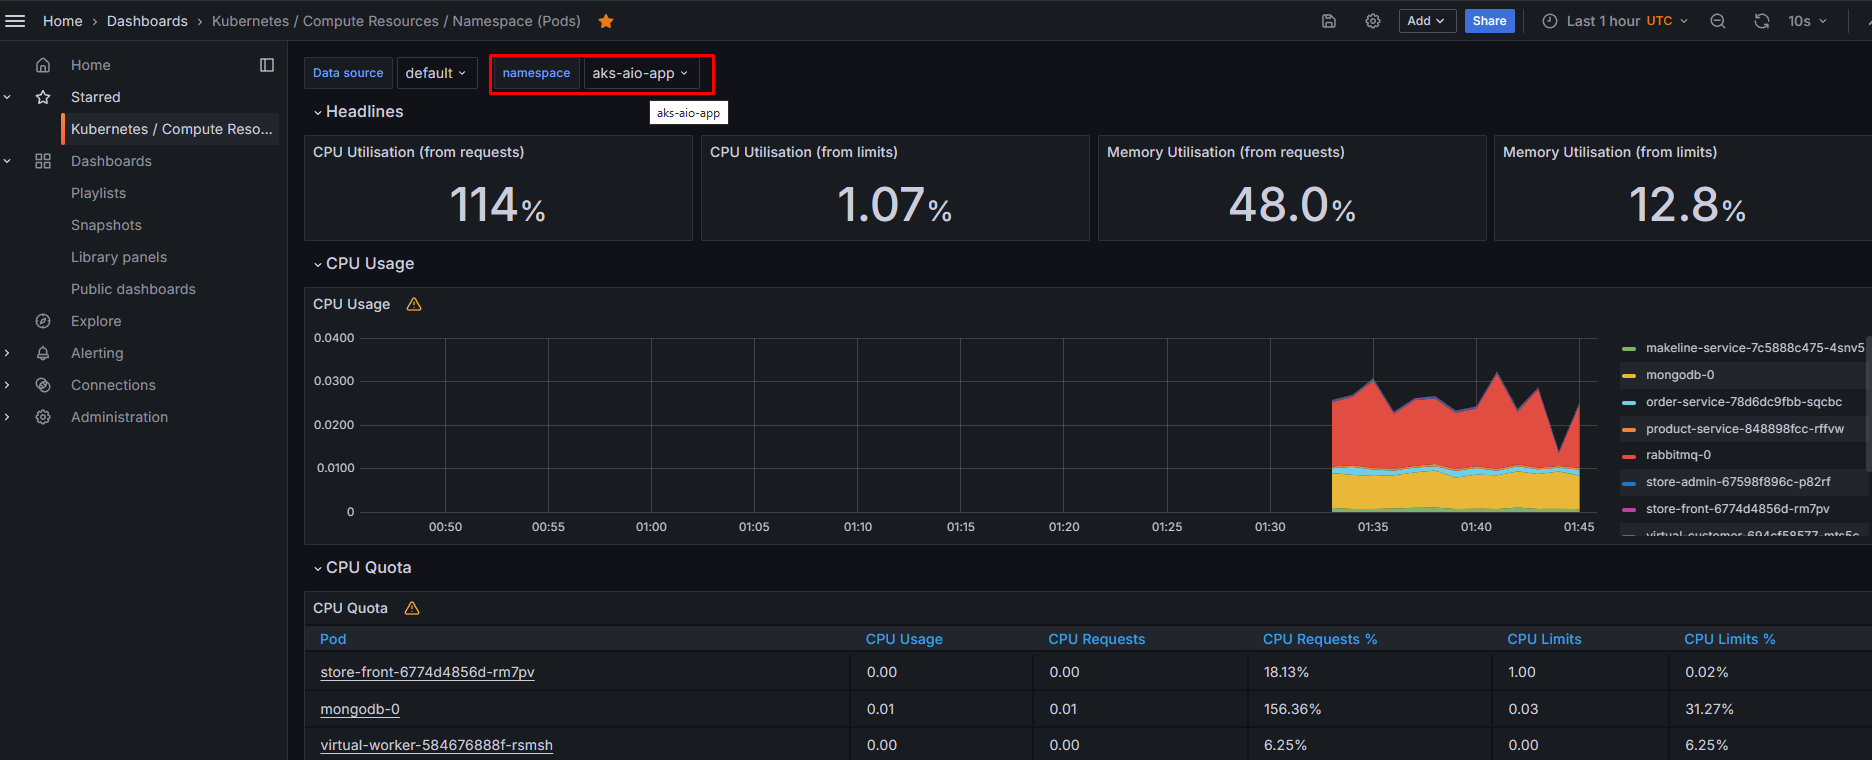 Home › Dashboards › Kubernetes / Compute Resources / Namespace (Pods)
Add
Share
Last 1 hour UTC
10s
Home
Starred
Kubernetes / Compute Reso...
Dashboards
Playlists
Snapshots
Library panels
Public dashboards
Explore
Alerting
Connections
Administration
Data source default namespace aks-aio-app
aks-aio-app
Headlines
CPU Utilisation (from requests)
114%
CPU Utilisation (from limits)
1.07%
Memory Utilisation (from requests)
48.0%
Memory Utilisation (from limits)
12.8%
CPU Usage
CPU Usage
0.0400
0.0300
0.0200
0.0100
0
00:50 00:55 01:00 01:05 01:10 01:15 01:20 01:25 01:30 01:35 01:40 01:45
makeline-service-7c5888c475-4snv5
mongodb-0
order-service-78d6dc9fbb-sqcbc
product-service-848898fcc-rffvw
rabbitmq-0
store-admin-67598f896c-p82rf
store-front-6774d4856d-rm7pv
CPU Quota
CPU Quota
Pod CPU Usage CPU Requests CPU Requests % CPU Limits CPU Limits %
store-front-6774d4856d-rm7pv 0.00 0.00 18.13% 1.00 0.02%
mongodb-0 0.01 0.01 156.36% 0.03 31.27%
virtual-worker-584676888f-rsmsh 0.00 0.00 6.25% 0.00 6.25%